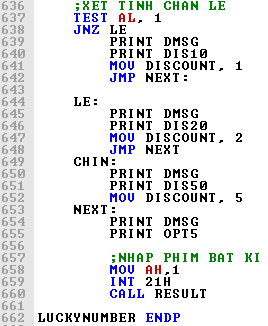 636 ;XET TINH CHAN LE
637 TEST AL, 1
638 JNZ LE
639 PRINT DMSG
640 PRINT DIS10
641 MOV DISCOUNT, 1
642 JMP NEXT:
643
644 LE:
645 PRINT DMSG
646 PRINT DIS20
647 MOV DISCOUNT, 2
648 JMP NEXT
649 CHIN:
650 PRINT DMSG
651 PRINT DIS50
652 MOV DISCOUNT, 5
653 NEXT:
654 PRINT DMSG
655 PRINT OPT5
656
657 ;NHAP PHIM BAT KI
658 MOV AH,1
659 INT 21H
660 CALL RESULT
661
662 LUCKYNUMBER ENDP